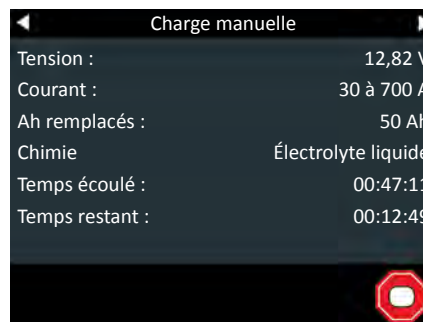 Charge manuelle
Tension : 12,82 V
Courant : 30 à 700 A
Ah remplacés : 50 Ah
Chimie Électrolyte liquide
Temps écoulé : 00:47:11
Temps restant : 00:12:49